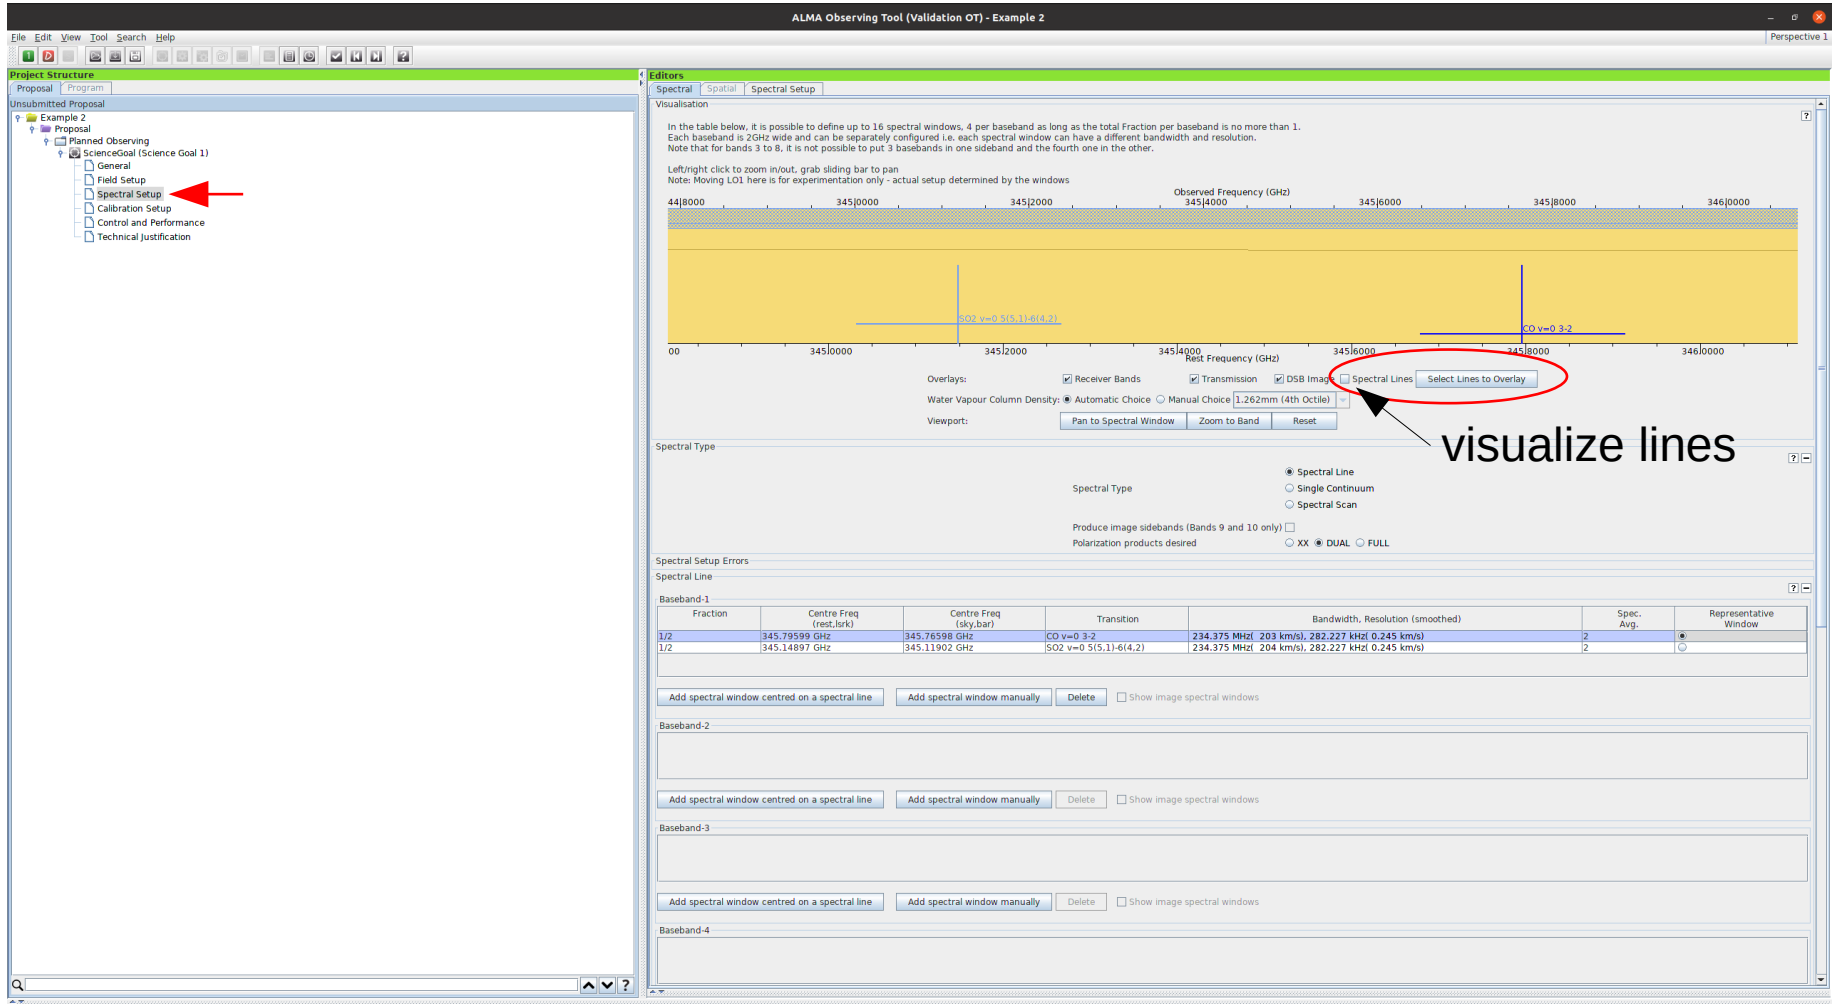 ALMA Observing Tool (Validation OT) - Example 2
File Edit View Tool Search Help
Perspective 1
Project Structure
Proposal Program
Unsubmitted Proposal
Example 2
Proposal
Planned Observing
ScienceGoal (Science Goal 1)
General
Field Setup
Spectral Setup
Calibration Setup
Control and Performance
Technical Justification
Editors
Spectral Spatial Spectral Setup
Visualisation
In the table below, it is possible to define up to 16 spectral windows, 4 per baseband as long as the total Fraction per baseband is no more than 1.
Each baseband is 2GHz wide and can be separately configured i.e. each spectral window can have a different bandwidth and resolution.
Note that for bands 3 to 8, it is not possible to put 3 basebands in one sideband and the fourth one in the other.
Left/right click to zoom in/out, grab sliding bar to pan
Note: Moving LO1 here is for experimentation only - actual setup determined by the windows
Observed Frequency (GHz)
44|8000 345|0000 345|2000 345|4000 345|6000 345|8000 346|0000
SO2 v=0 5(5,1)-6(4,2)
CO v=0 3-2
00 345|0000 345|2000 345|4000 345|6000 345|8000 346|0000
Rest Frequency (GHz)
Overlays: Receiver Bands Transmission DSB Image Spectral Lines Select Lines to Overlay
Water Vapour Column Density: Automatic Choice Manual Choice 1.262mm (4th Octile)
Viewport: Pan to Spectral Window Zoom to Band Reset
visualize lines
Spectral Type
Spectral Line
Spectral Type Single Continuum
Spectral Scan
Produce image sidebands (Bands 9 and 10 only)
Polarization products desired XX DUAL FULL
Spectral Setup Errors
Spectral Line
Baseband-1
Fraction Centre Freq (rest,lsrk) Centre Freq (sky,bar) Transition Bandwidth, Resolution (smoothed) Spec. Avg. Representative Window
1/2 345.79599 GHz 345.76598 GHz CO v=0 3-2 234.375 MHz( 203 km/s), 282.227 kHz( 0.245 km/s) 2
1/2 345.14897 GHz 345.11902 GHz SO2 v=0 5(5,1)-6(4,2) 234.375 MHz( 204 km/s), 282.227 kHz( 0.245 km/s) 2
Add spectral window centred on a spectral line Add spectral window manually Delete Show image spectral windows
Baseband-2
Add spectral window centred on a spectral line Add spectral window manually Delete Show image spectral windows
Baseband-3
Add spectral window centred on a spectral line Add spectral window manually Delete Show image spectral windows
Baseband-4